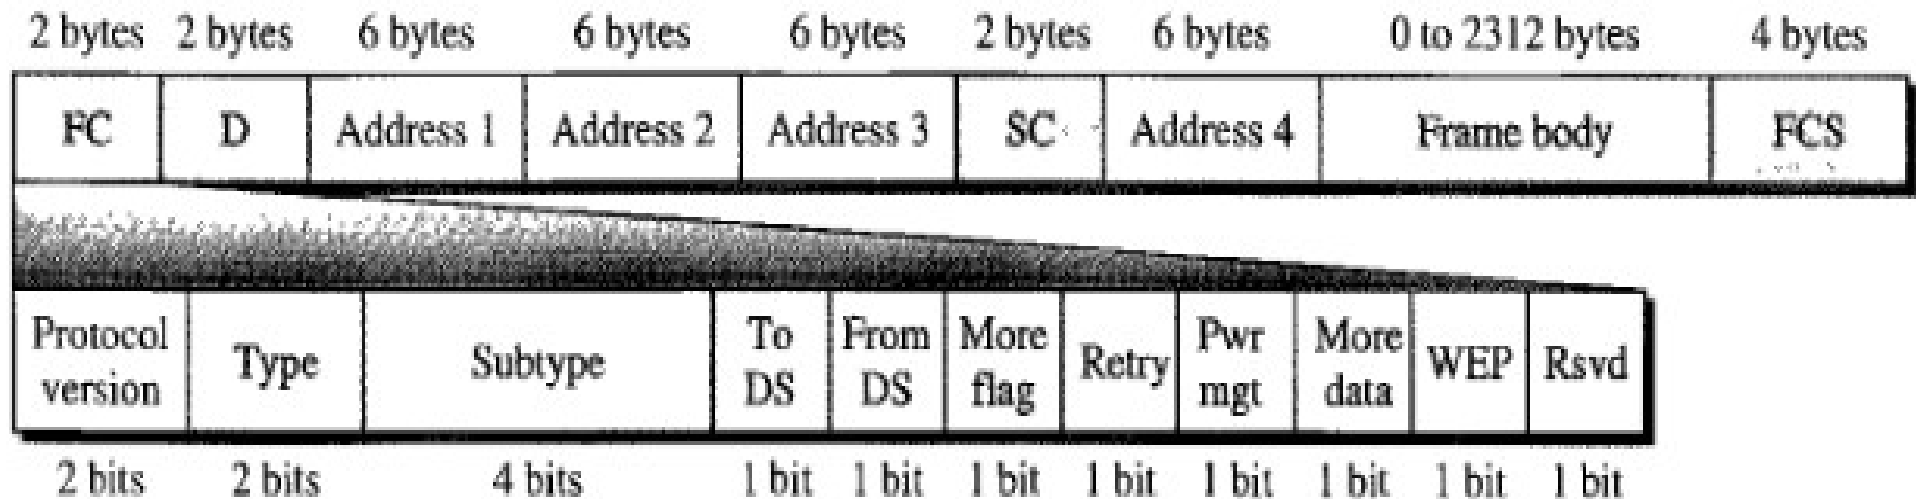 2 bytes 2 bytes 6 bytes 6 bytes 6 bytes 2 bytes 6 bytes 0 to 2312 bytes 4 bytes
FC D Address 1 Address 2 Address 3 SC Address 4 Frame body FCS
Protocol version Type Subtype To DS From DS More flag Retry Pwr mgt More data WEP Rsvd
2 bits 2 bits 4 bits 1 bit 1 bit 1 bit 1 bit 1 bit 1 bit 1 bit 1 bit